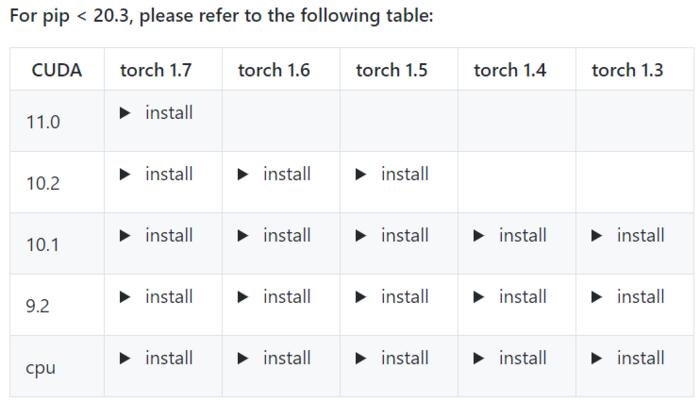 For pip < 20.3, please refer to the following table:
CUDA torch 1.7 torch 1.6 torch 1.5 torch 1.4 torch 1.3
11.0 ▶ install
10.2 ▶ install ▶ install ▶ install
10.1 ▶ install ▶ install ▶ install ▶ install ▶ install
9.2 ▶ install ▶ install ▶ install ▶ install ▶ install
cpu ▶ install ▶ install ▶ install ▶ install ▶ install